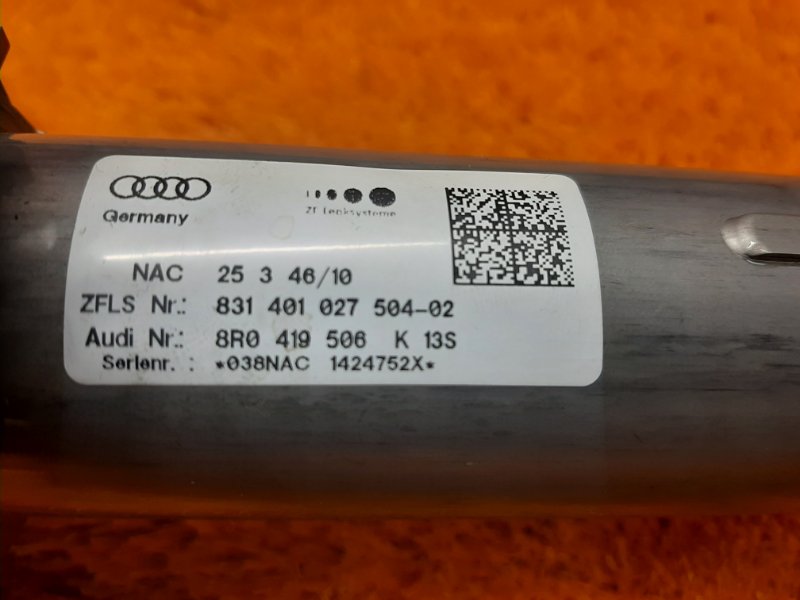 Germany
ZF Lenksysteme
NAC 25 3 46/10
ZFLS Nr.: 831 401 027 504-02
Audi Nr.: 8R0 419 506 K 13S
Serienr. : *038NAC 1424752X*